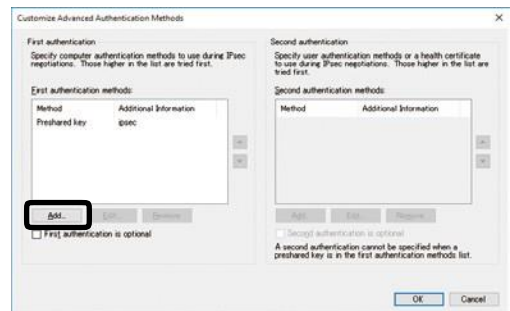 Customize Advanced Authentication Methods
First authentication
Specify computer authentication methods to use during IPsec
negotiations. Those higher in the list are tried first.
First authentication methods:
Method Additional Information
Preshared key ipsec
Add... Edit... Remove
First authentication is optional
Second authentication
Specify user authentication methods or a health certificate
to use during IPsec negotiations. Those higher in the list are
tried first.
Second authentication methods:
Method Additional Information
Add... Edit... Remove
Second authentication is optional
A second authentication cannot be specified when a
preshared key is in the first authentication methods list.
OK Cancel